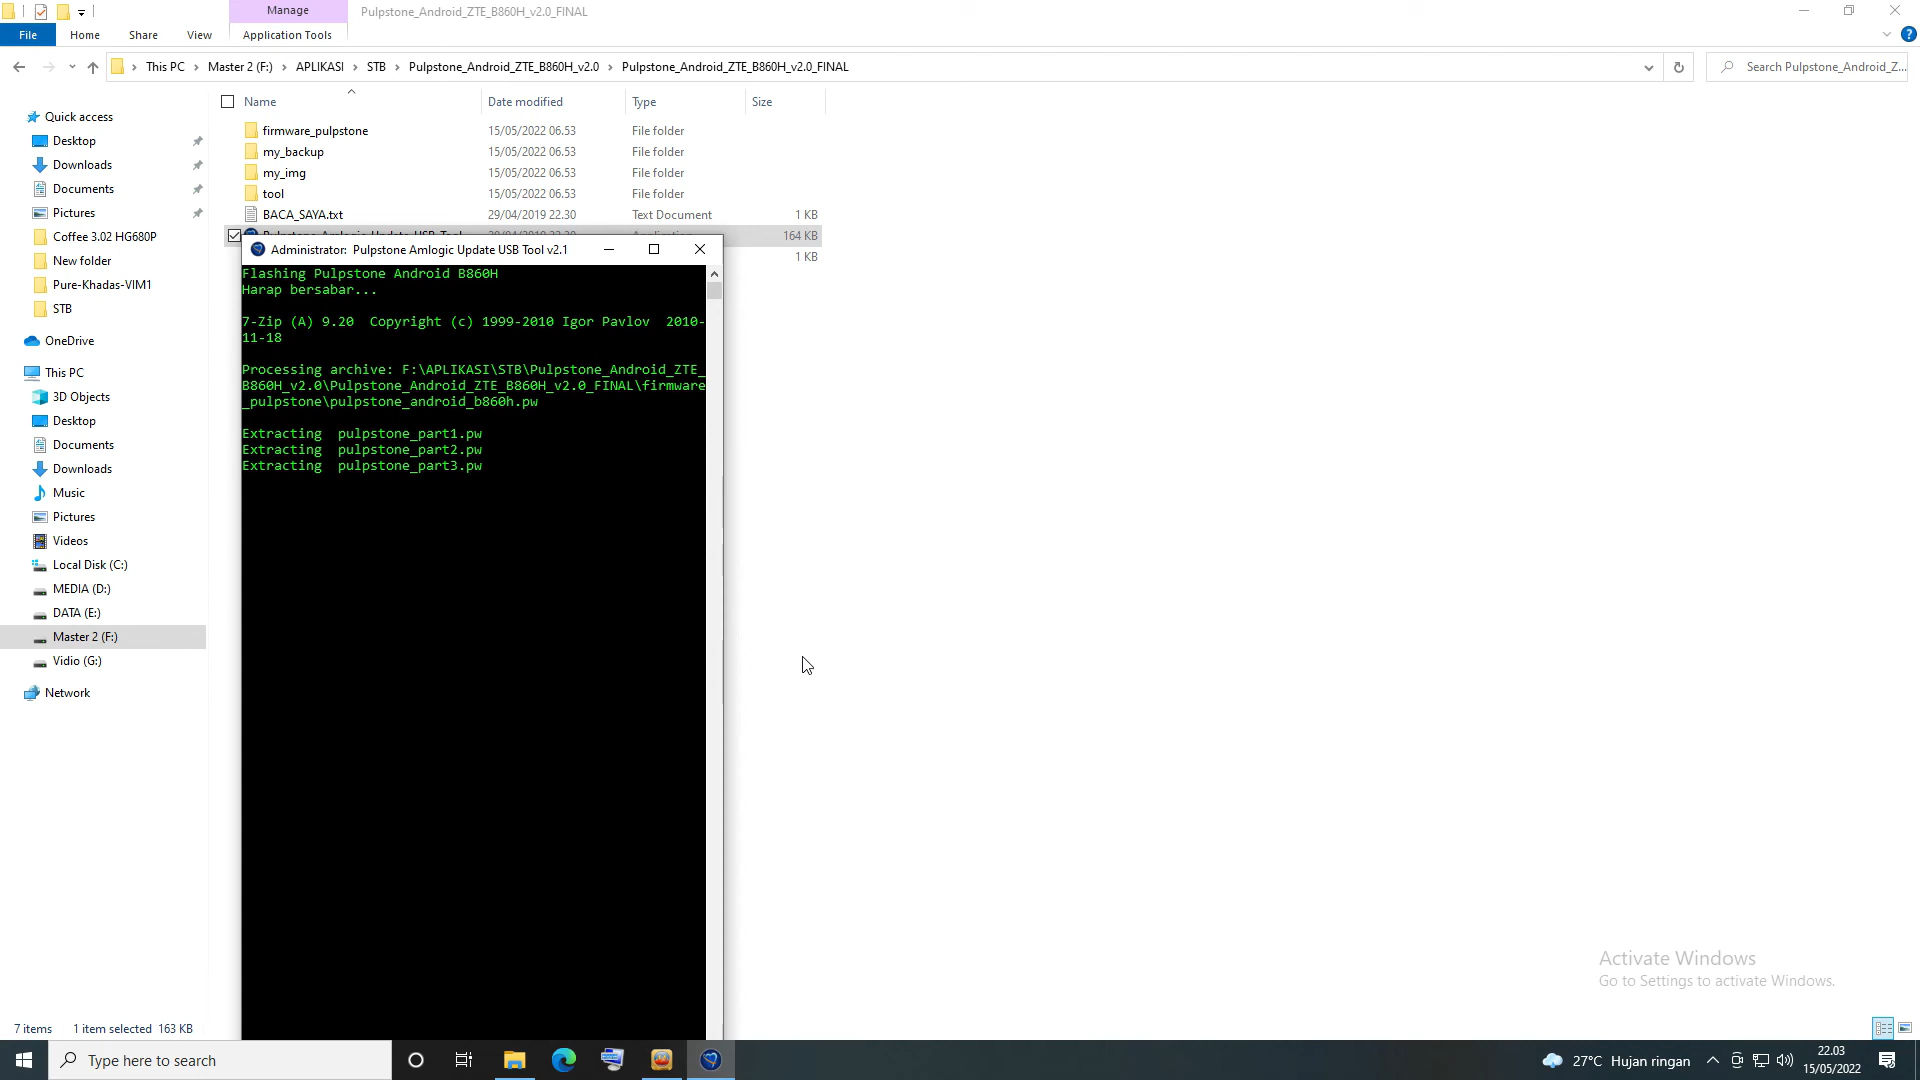 Manage
Pulpstone_Android_ZTE_B860H_v2.0_FINAL
File
Home
Share
View
Application Tools
This PC > Master 2 (F:) > APLIKASI > STB > Pulpstone_Android_ZTE_B860H_v2.0 > Pulpstone_Android_ZTE_B860H_v2.0_FINAL
Search Pulpstone_Android_Z...
Name
Date modified
Type
Size
firmware_pulpstone 15/05/2022 06.53 File folder
my_backup 15/05/2022 06.53 File folder
my_img 15/05/2022 06.53 File folder
tool 15/05/2022 06.53 File folder
BACA_SAYA.txt 29/04/2019 22.30 Text Document 1 KB
164 KB
1 KB
Quick access
Desktop
Downloads
Documents
Pictures
Coffee 3.02 HG680P
New folder
Pure-Khadas-VIM1
STB
OneDrive
This PC
3D Objects
Desktop
Documents
Downloads
Music
Pictures
Videos
Local Disk (C:)
MEDIA (D:)
DATA (E:)
Master 2 (F:)
Vidio (G:)
Network
Administrator: Pulpstone Amlogic Update USB Tool v2.1
Flashing Pulpstone Android B860H
Harap bersabar...
7-Zip (A) 9.20  Copyright (c) 1999-2010 Igor Pavlov  2010-
11-18
Processing archive: F:\APLIKASI\STB\Pulpstone_Android_ZTE_
B860H_v2.0\Pulpstone_Android_ZTE_B860H_v2.0_FINAL\firmware
_pulpstone\pulpstone_android_b860h.pw
Extracting  pulpstone_part1.pw
Extracting  pulpstone_part2.pw
Extracting  pulpstone_part3.pw
Activate Windows
Go to Settings to activate Windows.
7 items
1 item selected 163 KB
Type here to search
27°C Hujan ringan
22.03
15/05/2022